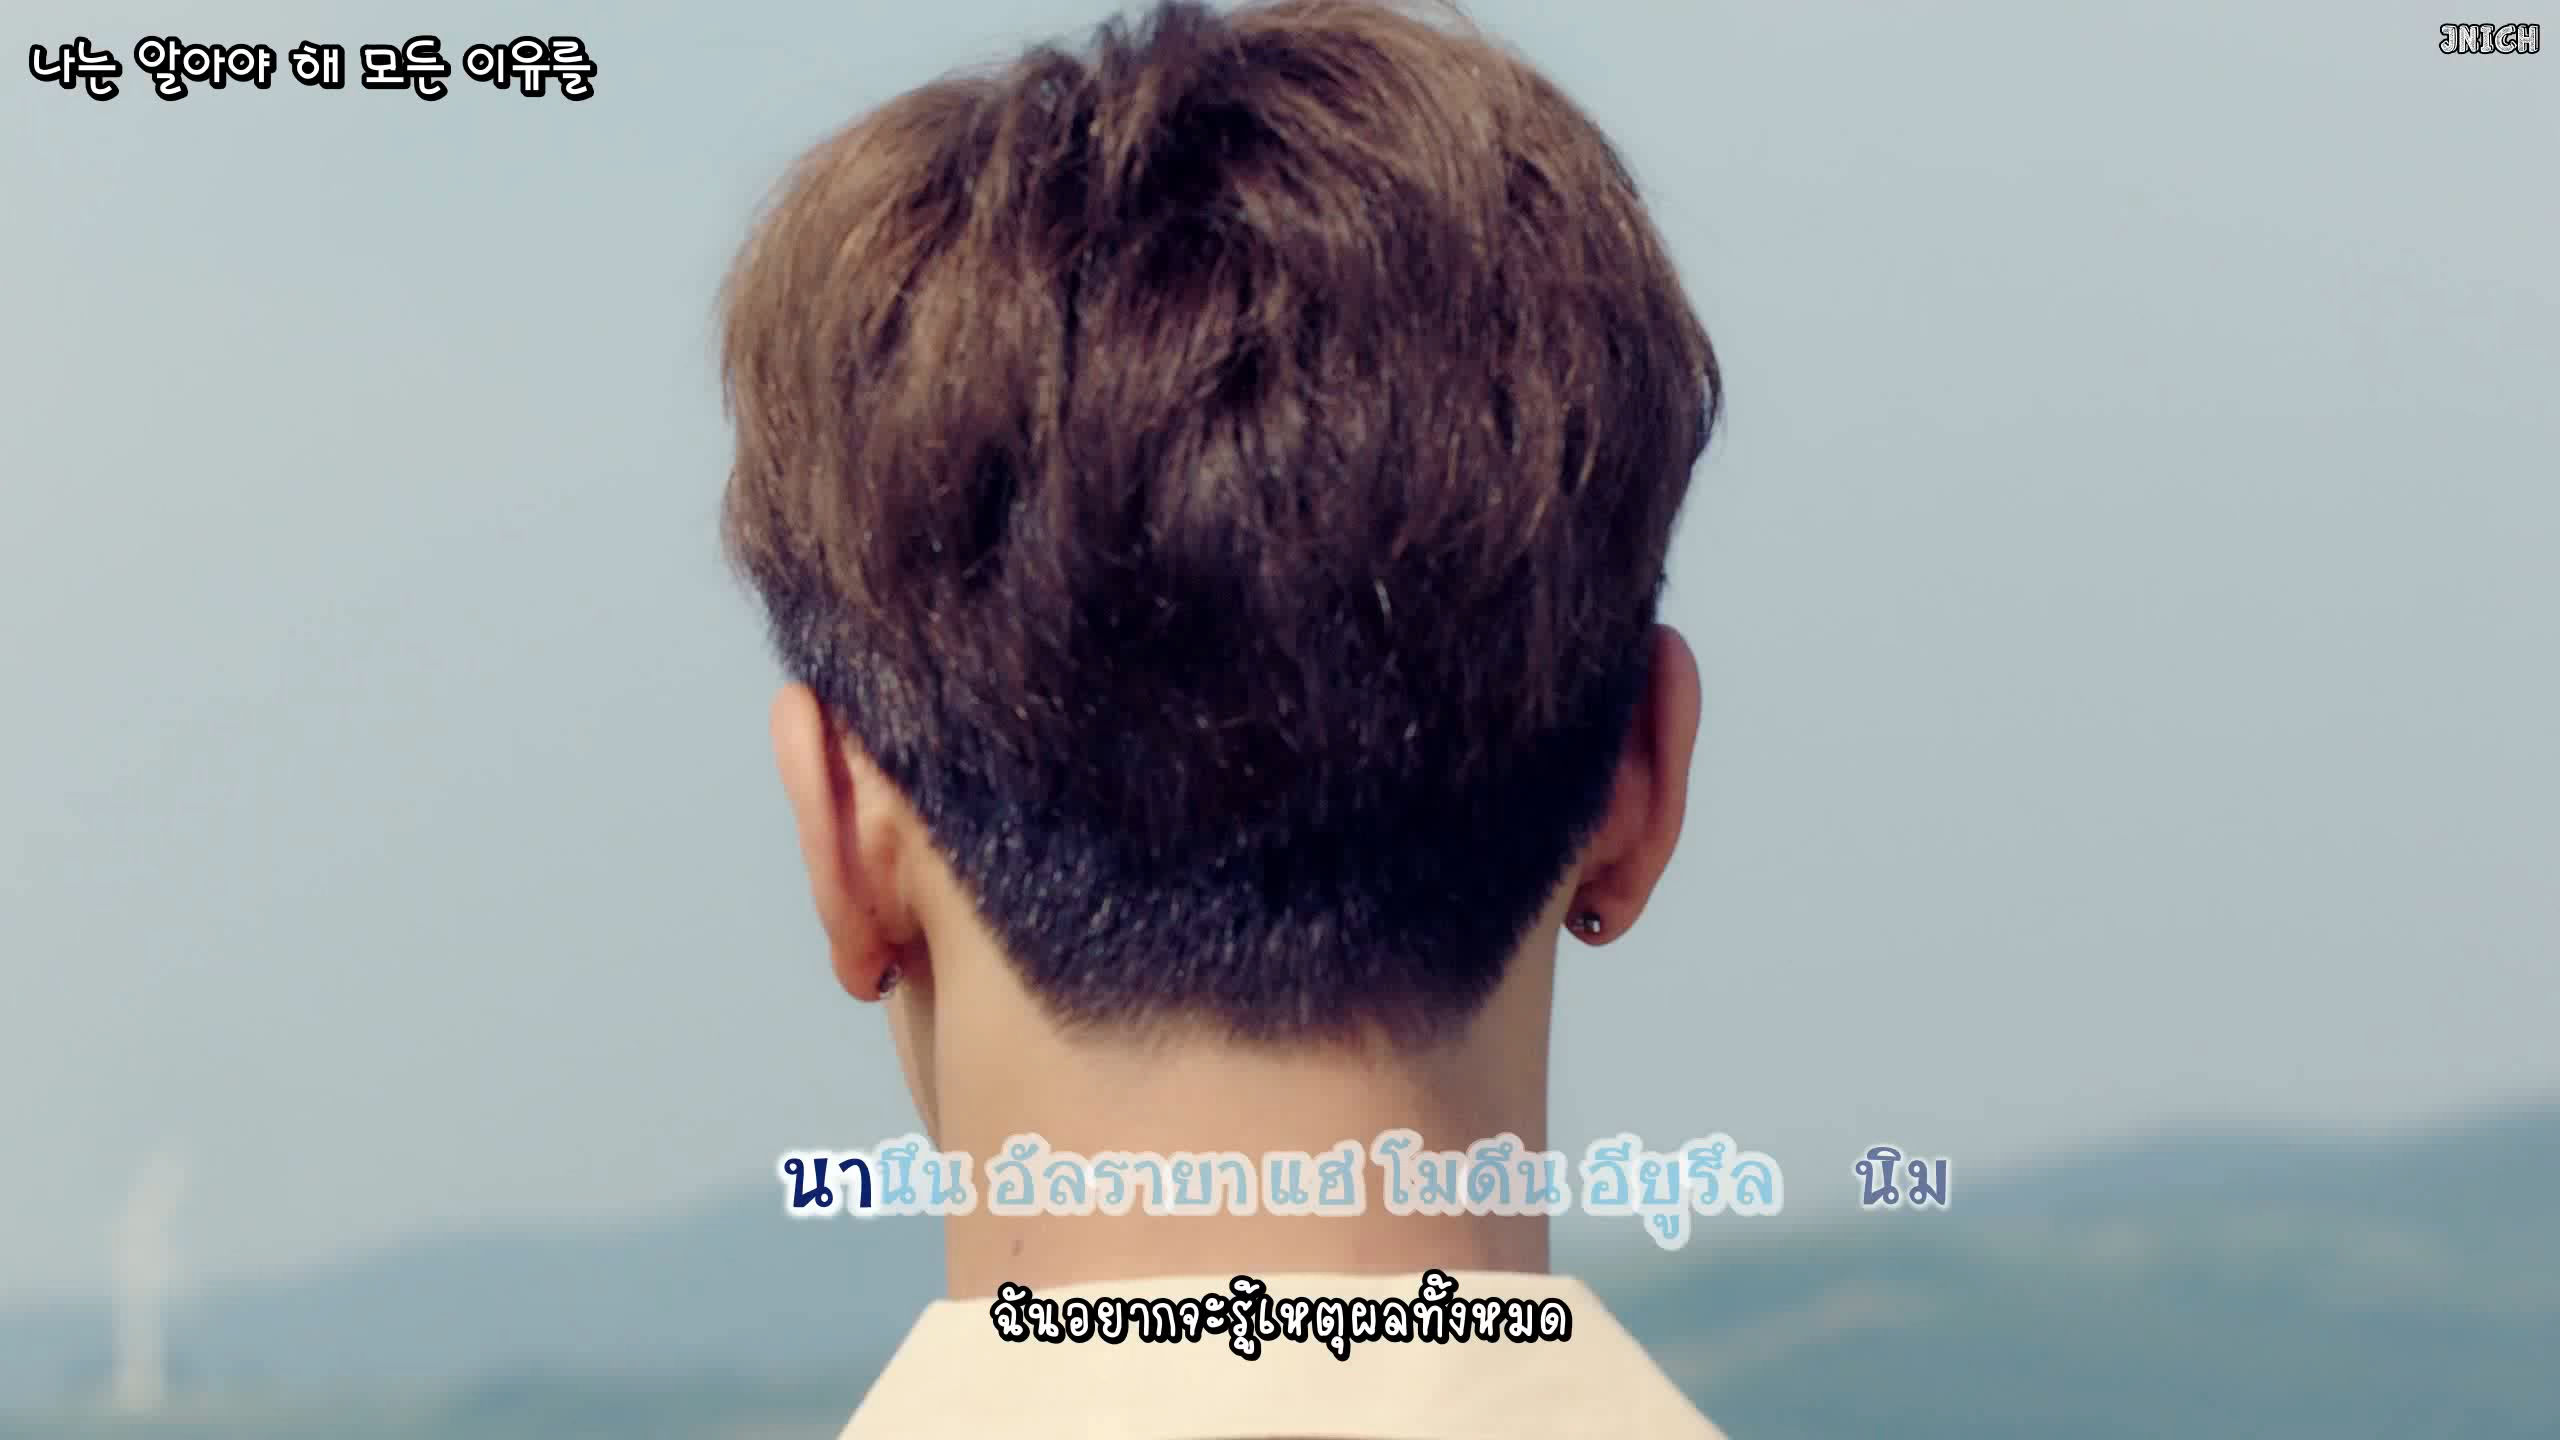 나는 알아야 해 모든 이유를
JNICH
นานึน อัลรายา แฮ โมดึน อียูรึล นิม
ฉันอยากจะรู้เหตุผลทั้งหมด